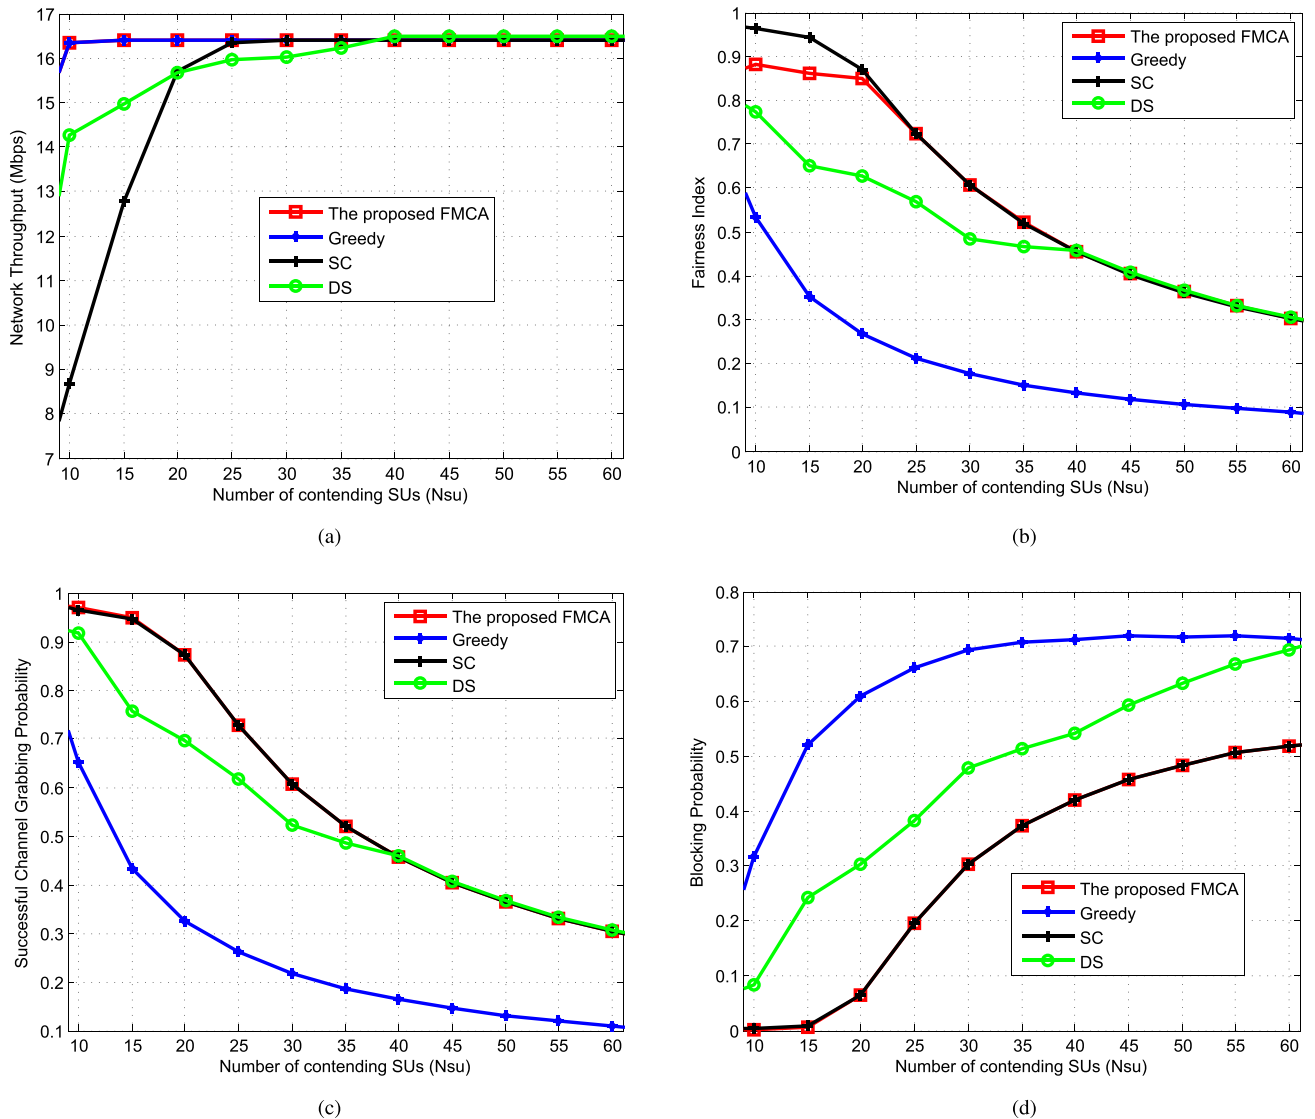 17
16
15
14
13
12
11
10
9
8
7
Network Throughput (Mbps)
The proposed FMCA
Greedy
SC
DS
10 15 20 25 30 35 40 45 50 55 60
Number of contending SUs (Nsu)
(a)
1
0.9
0.8
0.7
0.6
0.5
0.4
0.3
0.2
0.1
0
Fairness Index
The proposed FMCA
Greedy
SC
DS
10 15 20 25 30 35 40 45 50 55 60
Number of contending SUs (Nsu)
(b)
1
0.9
0.8
0.7
0.6
0.5
0.4
0.3
0.2
0.1
Successful Channel Grabbing Probability
The proposed FMCA
Greedy
SC
DS
10 15 20 25 30 35 40 45 50 55 60
Number of contending SUs (Nsu)
(c)
0.8
0.7
0.6
0.5
0.4
0.3
0.2
0.1
0
Blocking Probability
The proposed FMCA
Greedy
SC
DS
10 15 20 25 30 35 40 45 50 55 60
Number of contending SUs (Nsu)
(d)